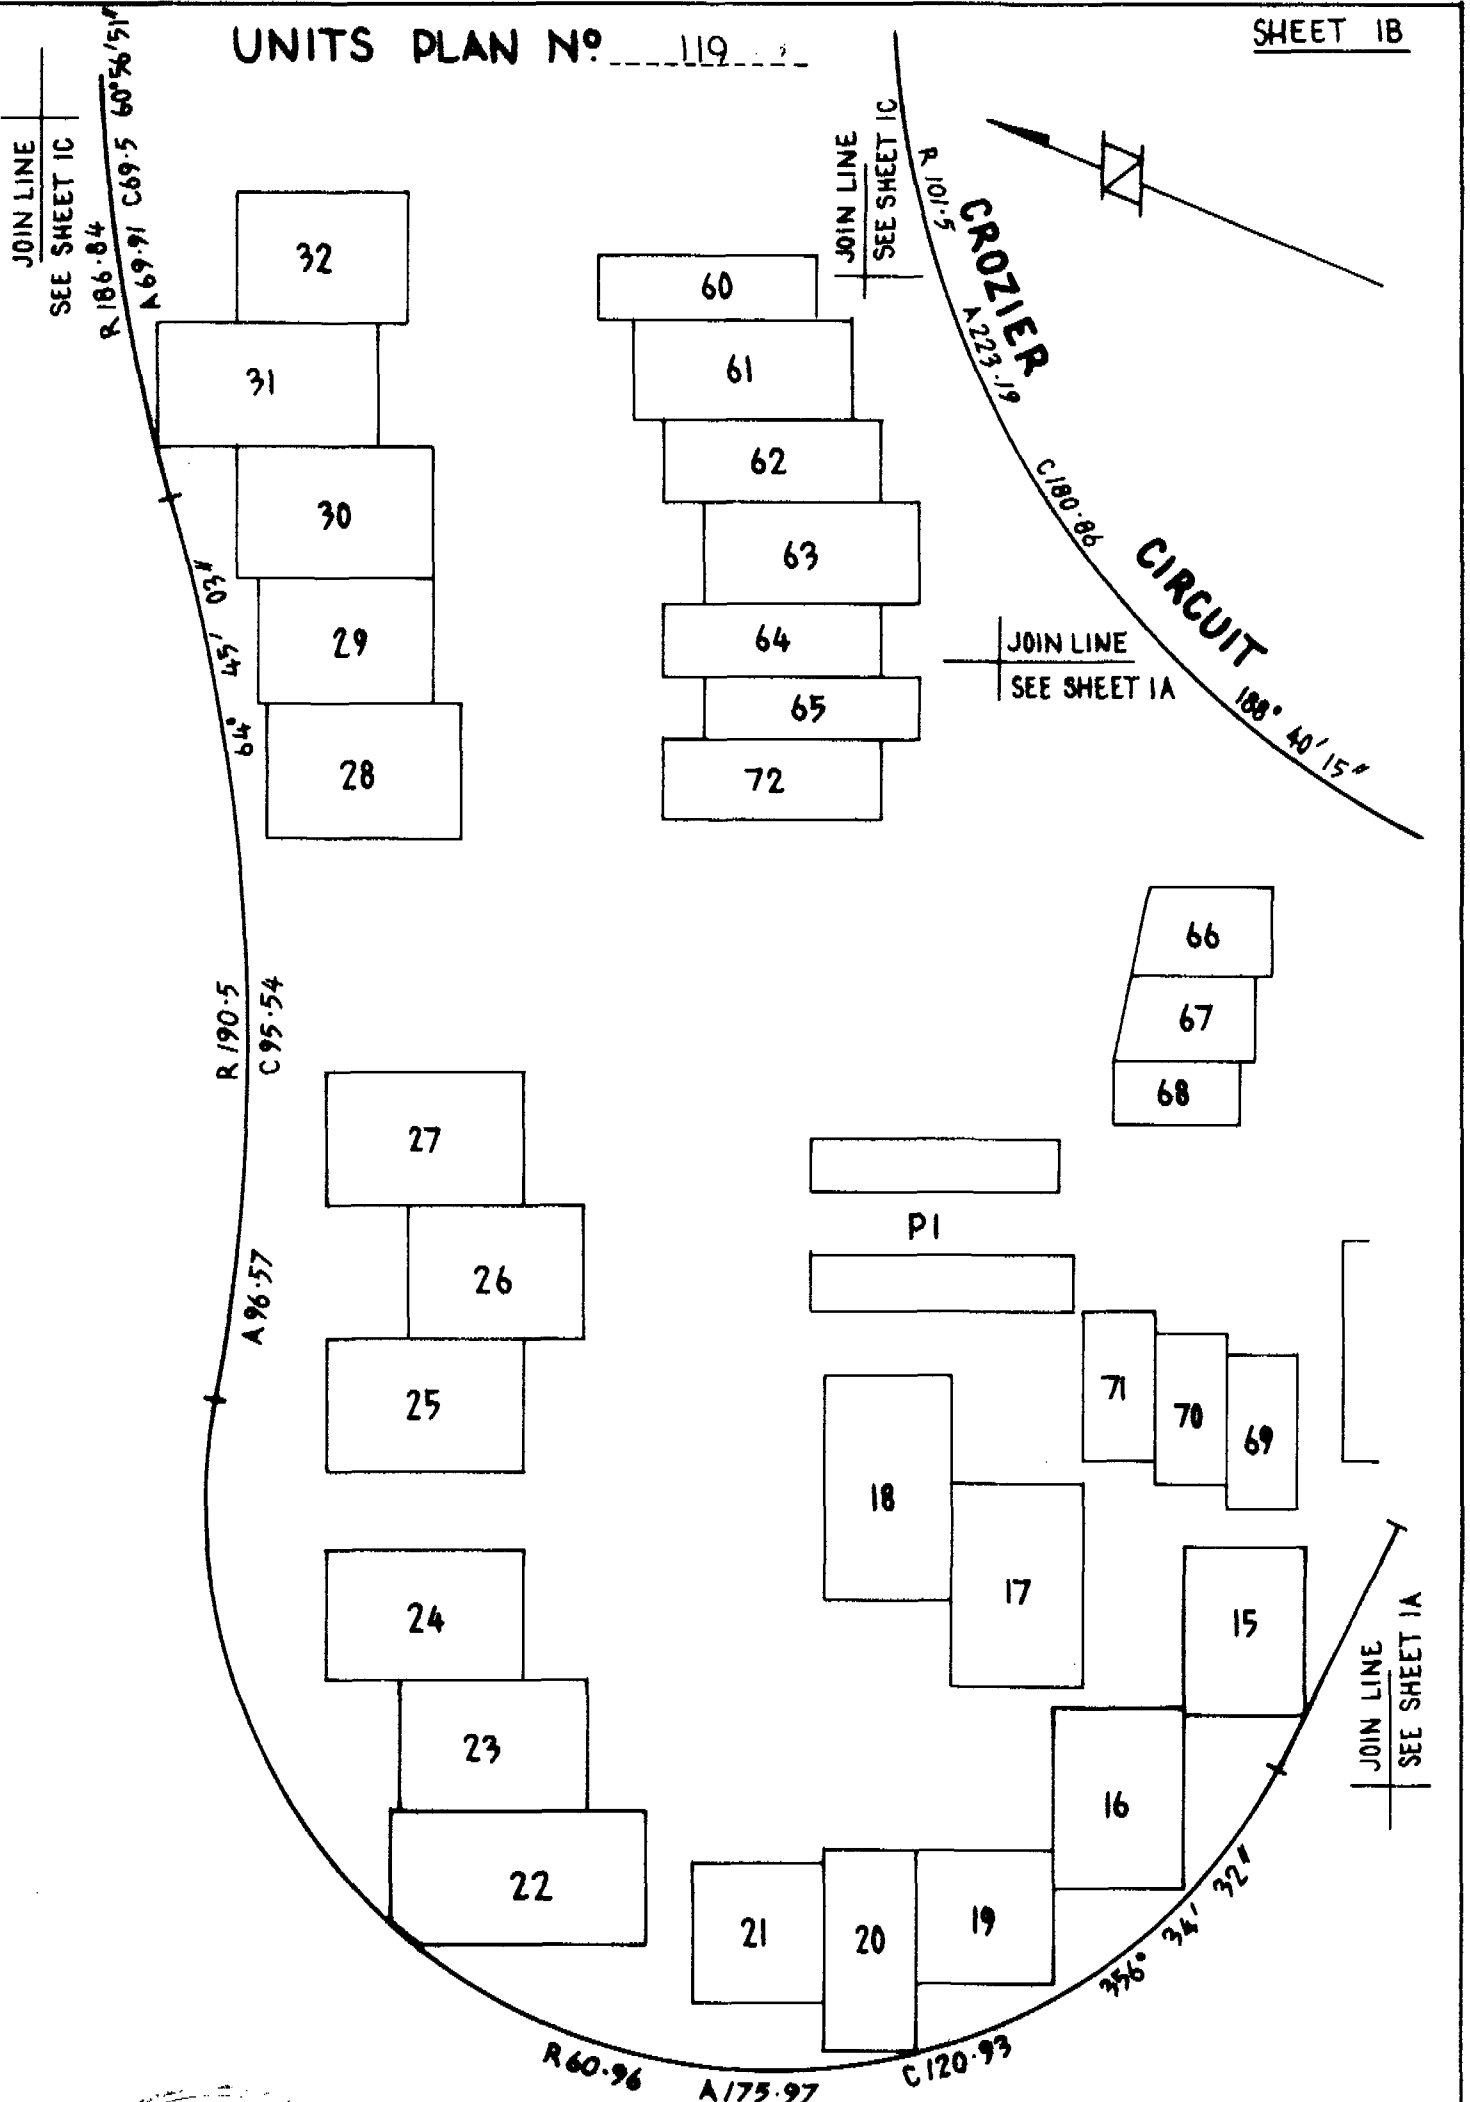 UNITS PLAN Nº 119
SHEET 1B
JOIN LINE
SEE SHEET 1C
R 186·84
A 69·91 C69·5 60°56'51"
JOIN LINE
SEE SHEET 1C
R 101·5
CROZIER
A 223·19
C180·86
CIRCUIT
188° 40' 15"
32
31
30
29
28
60
61
62
63
64
65
72
JOIN LINE
SEE SHEET 1A
64° 45' 03"
R 190·5
C 95·54
A 96·57
66
67
68
27
26
25
P1
71
70
69
18
17
15
24
23
22
16
21
20
19
JOIN LINE
SEE SHEET 1A
356° 34' 32"
R 60·96
A 175·97
C 120·93